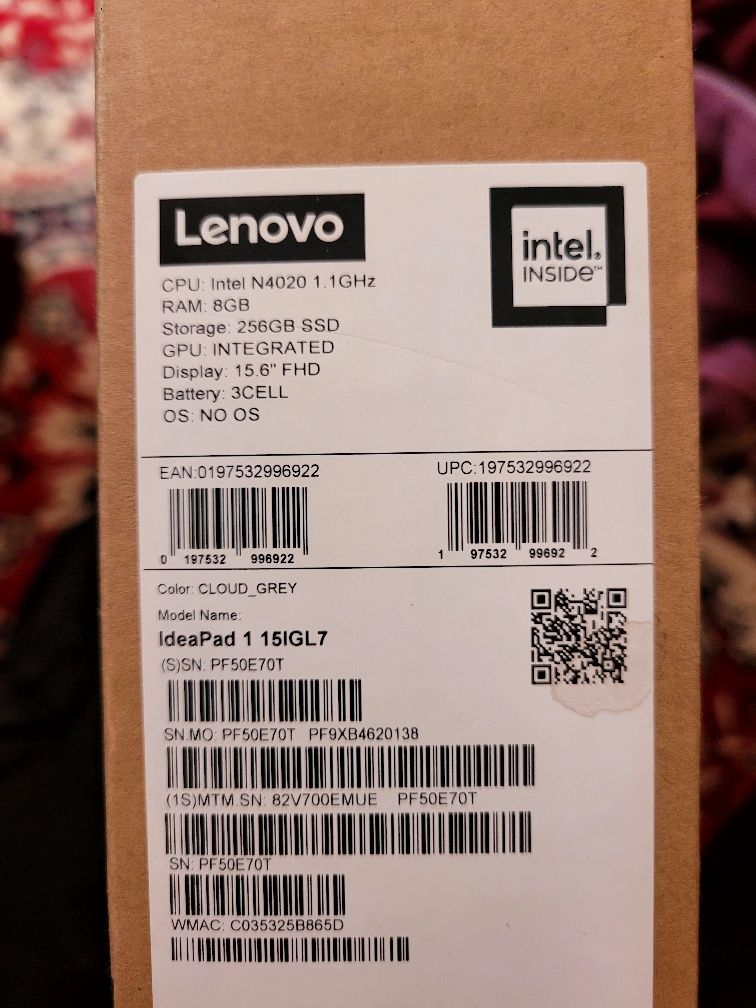 Lenovo
intel.
INSIDE™
CPU: Intel N4020 1.1GHz
RAM: 8GB
Storage: 256GB SSD
GPU: INTEGRATED
Display: 15.6" FHD
Battery: 3CELL
OS: NO OS
EAN:0197532996922
UPC:197532996922
0 197532 996922
1 97532 99692 2
Color: CLOUD_GREY
Model Name:
IdeaPad 1 15IGL7
(S)SN: PF50E70T
SN.MO: PF50E70T PF9XB4620138
(1S)MTM.SN: 82V700EMUE PF50E70T
SN: PF50E70T
WMAC: C035325B865D